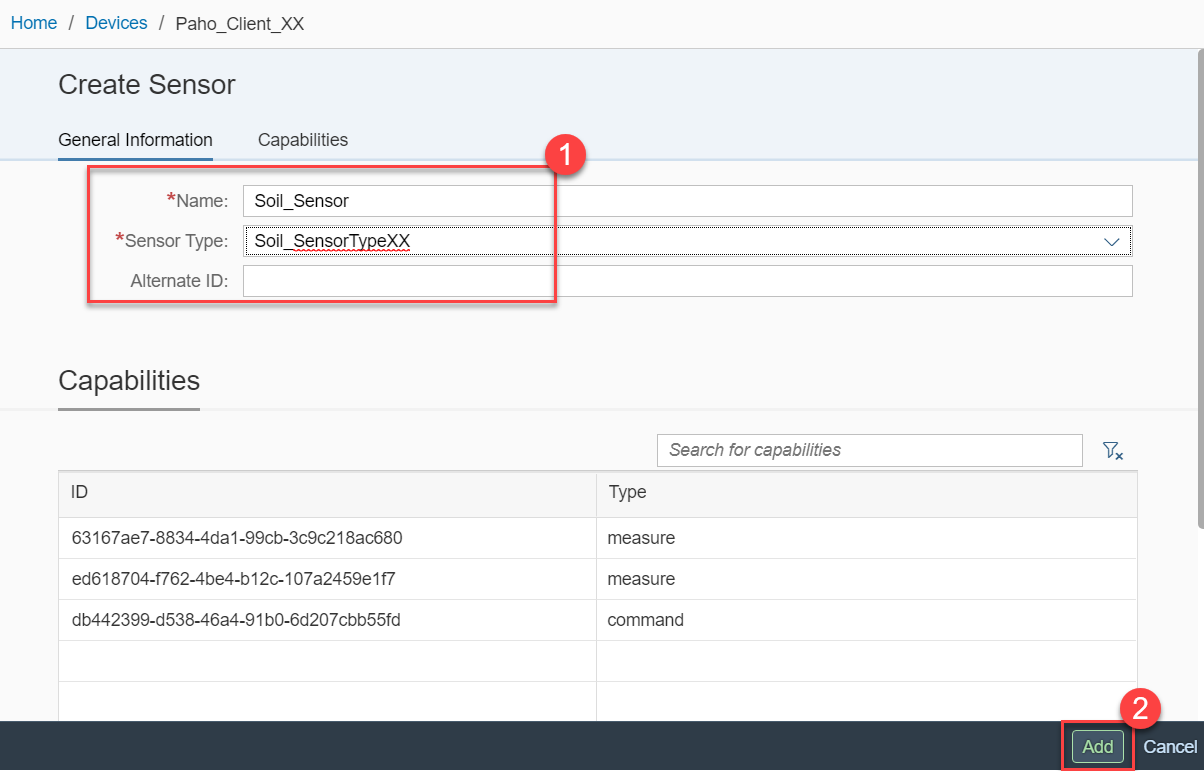 Home / Devices / Paho_Client_XX
Create Sensor
General Information Capabilities
1
*Name: Soil_Sensor
*Sensor Type: Soil_SensorTypeXX
Alternate ID:
Capabilities
Search for capabilities
ID Type
63167ae7-8834-4da1-99cb-3c9c218ac680 measure
ed618704-f762-4be4-b12c-107a2459e1f7 measure
db442399-d538-46a4-91b0-6d207cbb55fd command
2
Add Cancel